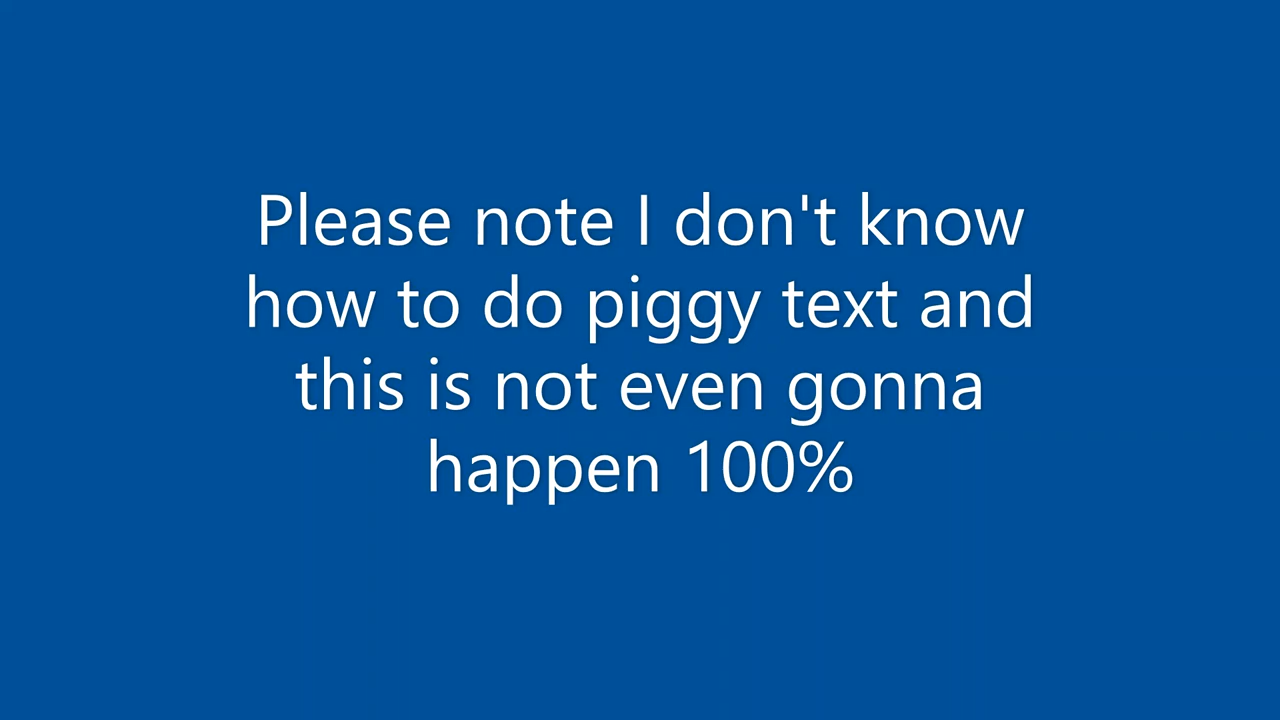 Please note I don't know
how to do piggy text and
this is not even gonna
happen 100%